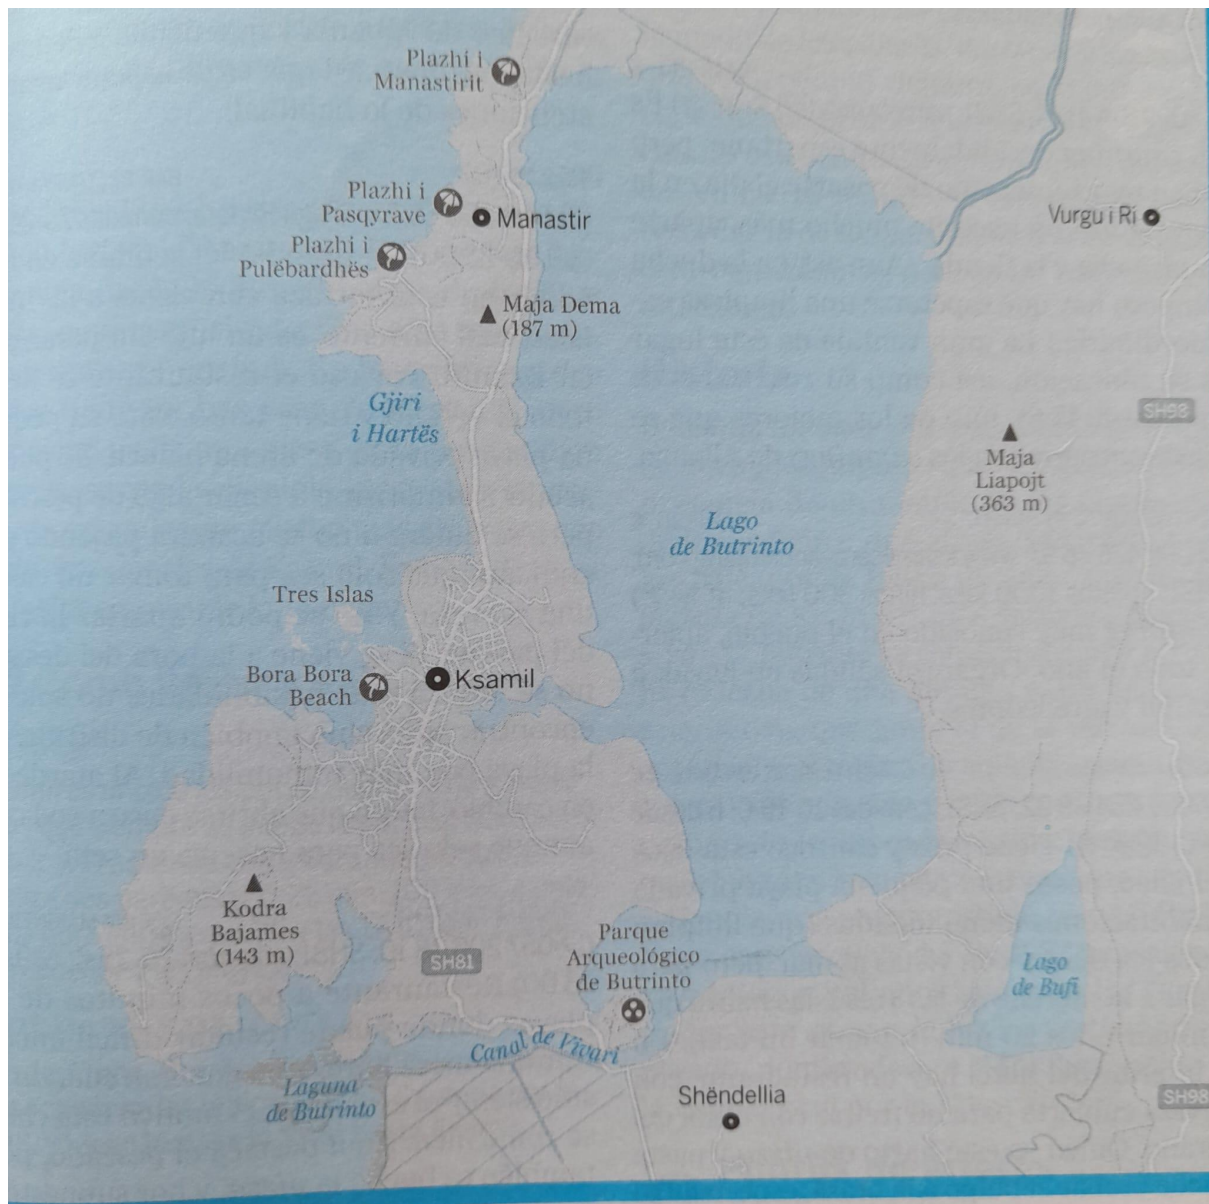 Plazhi i
Manastirit
Plazhi i
Pasqyrave
Manastir
Vurgu i Ri
Plazhi i
Pulëbardhës
Maja Dema
(187 m)
Gjiri
i Hartës
SH98
Maja
Liapojt
(363 m)
Lago
de Butrinto
Tres Islas
Bora Bora
Beach
Ksamil
Kodra
Bajames
(143 m)
SH81
Parque
Arqueológico
de Butrinto
Lago
de Bufi
Canal de Vivari
Laguna
de Butrinto
Shëndellia
SH98